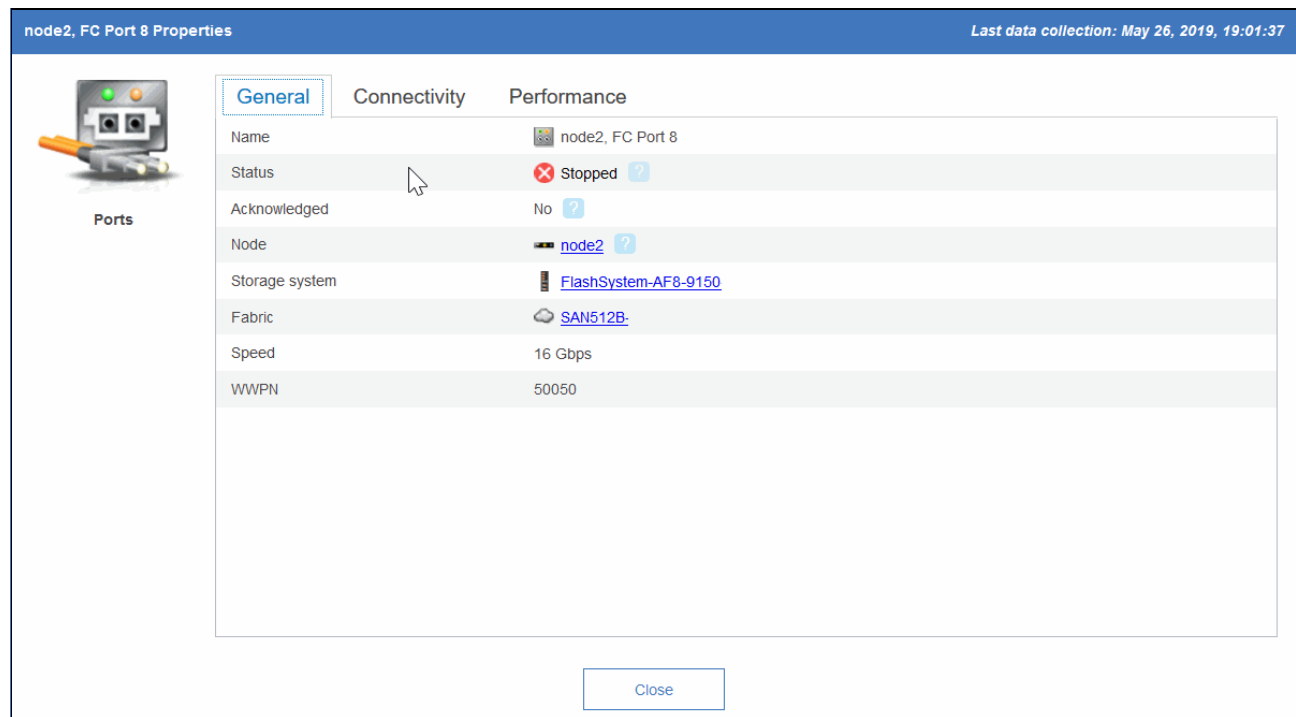 node2, FC Port 8 Properties Last data collection: May 26, 2019, 19:01:37
General Connectivity Performance
Name node2, FC Port 8
Status Stopped ?
Acknowledged No ?
Node node2 ?
Storage system FlashSystem-AF8-9150
Fabric SAN512B-
Speed 16 Gbps
WWPN 50050
Ports
Close